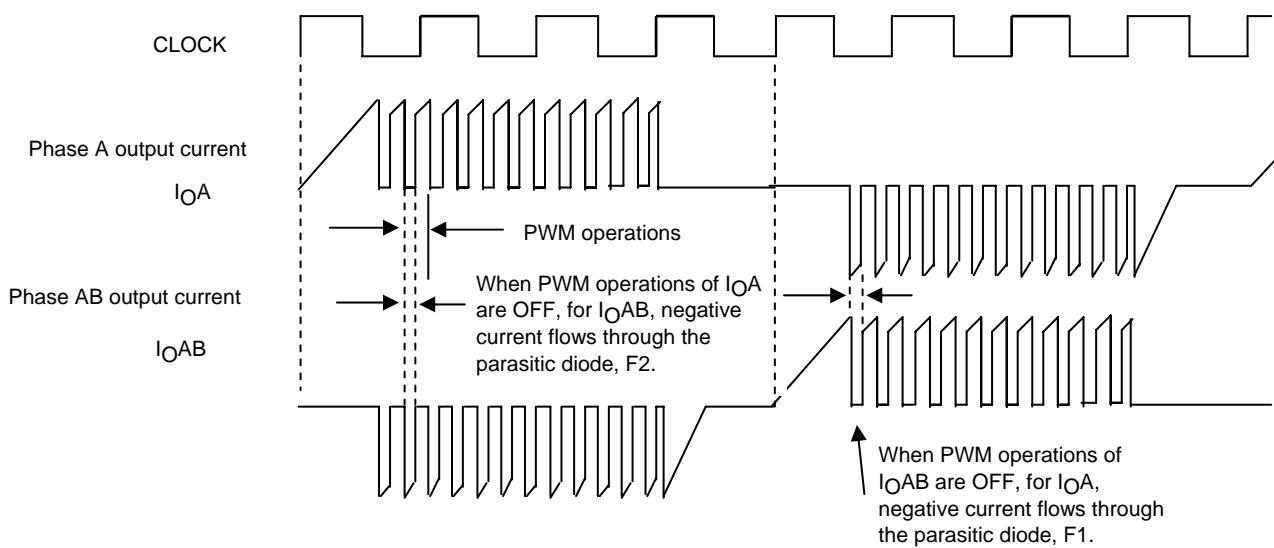 CLOCK
Phase A output current
IOA
PWM operations
Phase AB output current
IOAB
When PWM operations of IOA
are OFF, for IOAB, negative
current flows through the
parasitic diode, F2.
When PWM operations of
IOAB are OFF, for IOA,
negative current flows through
the parasitic diode, F1.